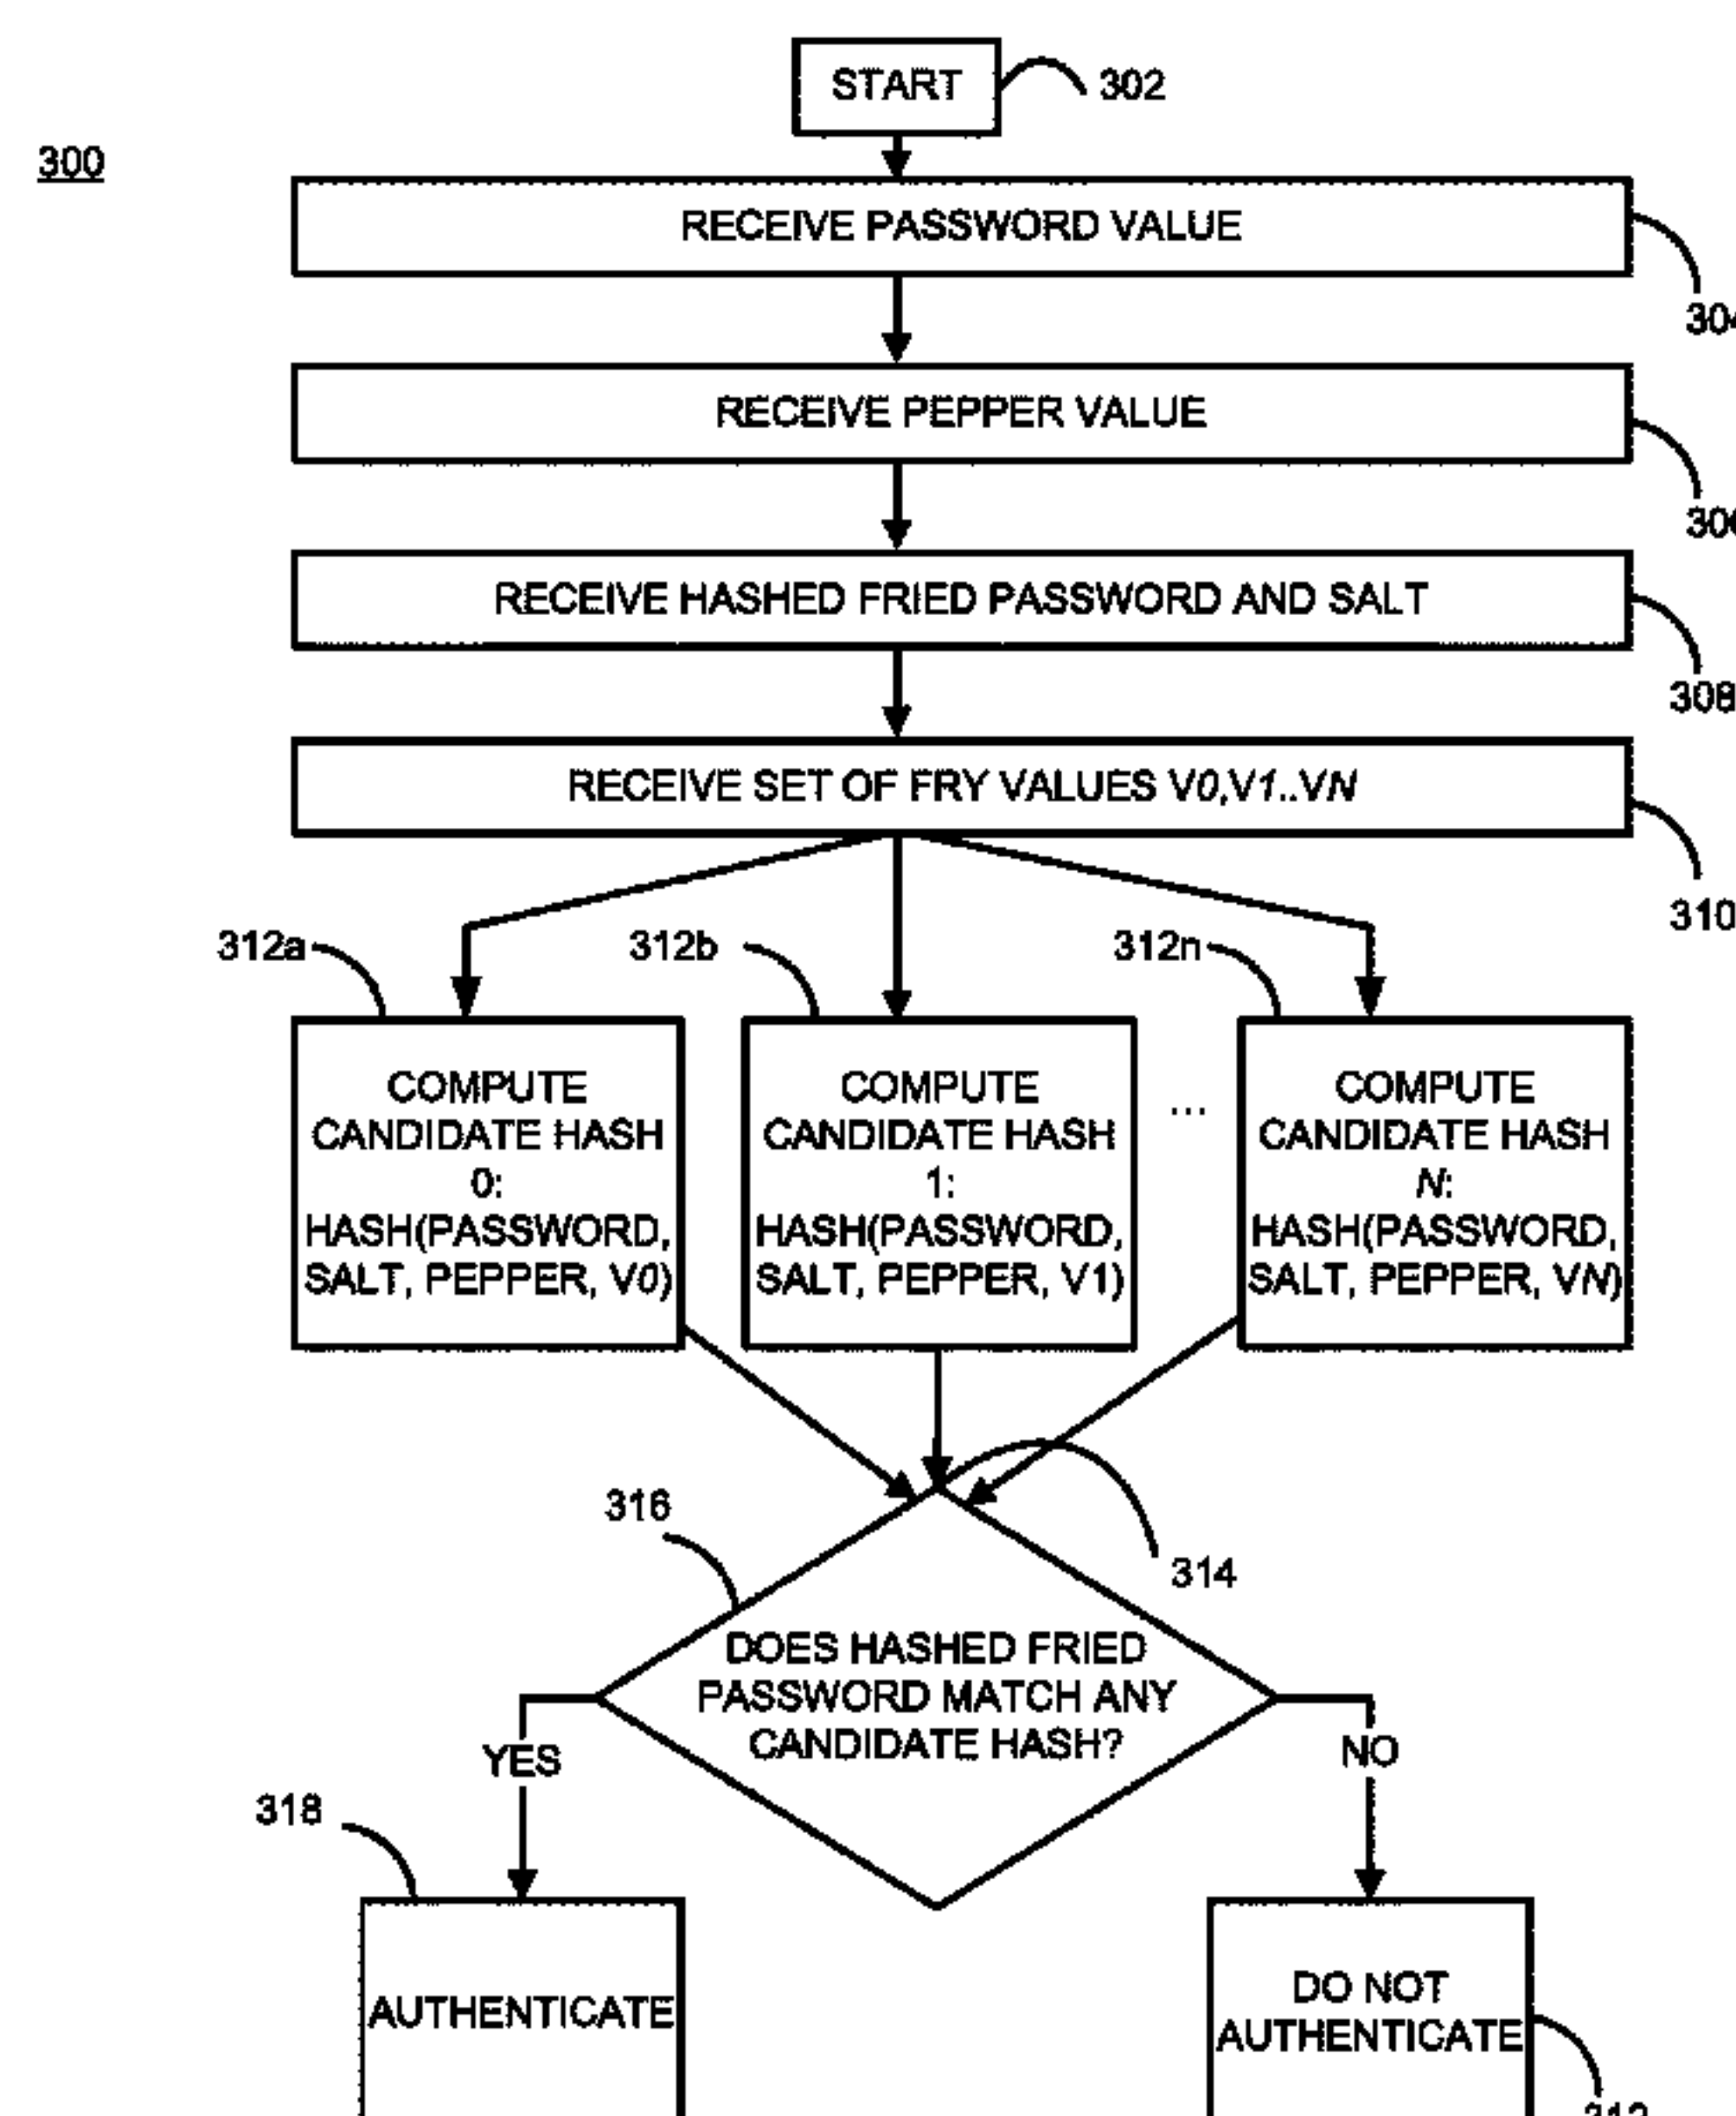 START
302
300
RECEIVE PASSWORD VALUE
304
RECEIVE PEPPER VALUE
306
RECEIVE HASHED FRIED PASSWORD AND SALT
308
RECEIVE SET OF FRY VALUES V0,V1..VN
310
312a
312b
312n
COMPUTE
CANDIDATE HASH
0:
HASH(PASSWORD,
SALT, PEPPER, V0)
COMPUTE
CANDIDATE HASH
1:
HASH(PASSWORD,
SALT, PEPPER, V1)
...
COMPUTE
CANDIDATE HASH
N:
HASH(PASSWORD,
SALT, PEPPER, VN)
316
314
DOES HASHED FRIED
PASSWORD MATCH ANY
CANDIDATE HASH?
YES
NO
318
AUTHENTICATE
DO NOT
AUTHENTICATE